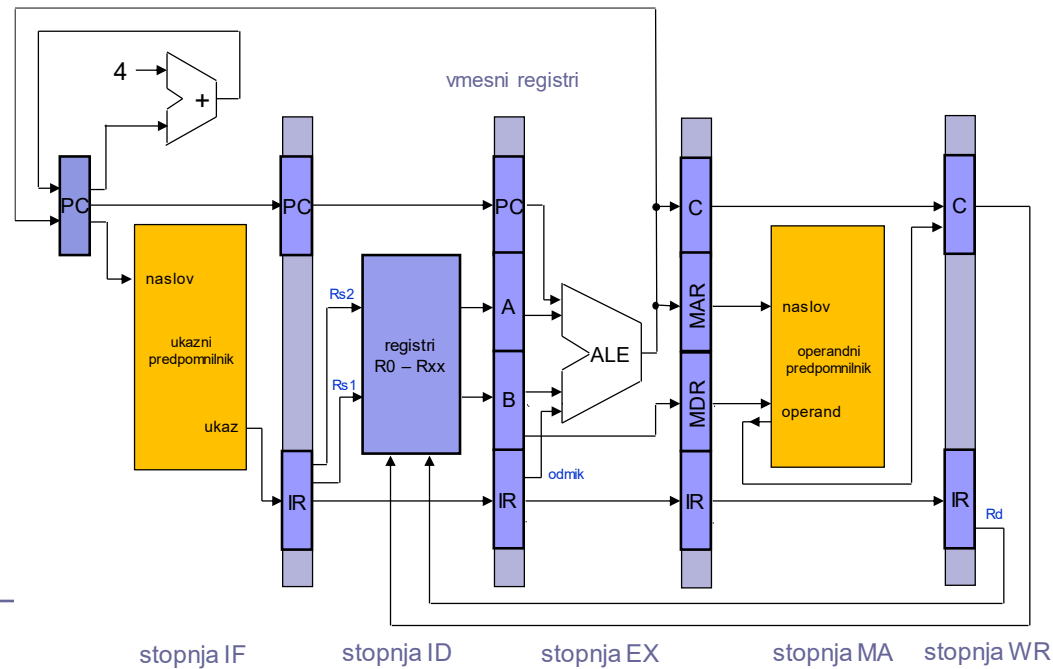 4
+
vmesni registri
PC
PC
PC
C
C
naslov
ukazni
predpomnilnik
ukaz
Rs2
Rs1
registri
R0 – Rxx
A
B
ALE
MAR
MDR
naslov
operandni
predpomnilnik
operand
odmik
IR
IR
IR
IR
Rd
stopnja IF
stopnja ID
stopnja EX
stopnja MA
stopnja WR